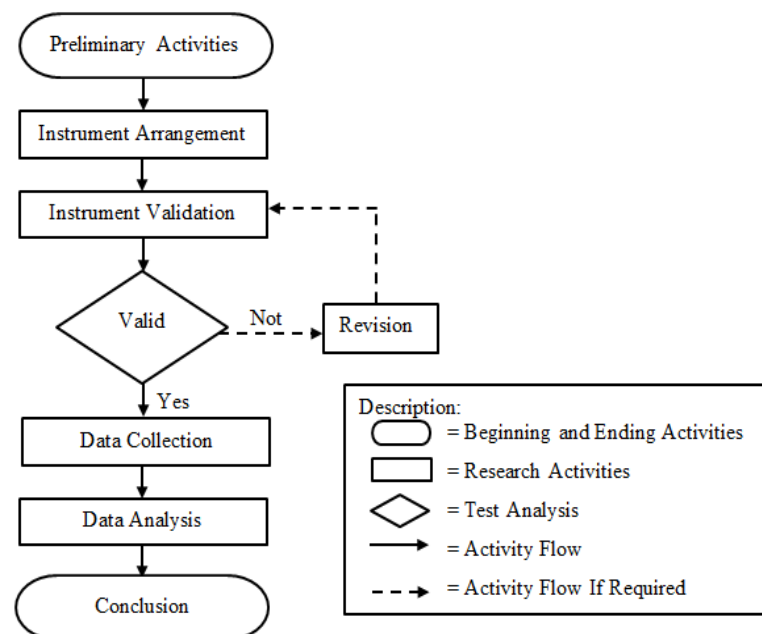 Preliminary Activities
Instrument Arrangement
Instrument Validation
Valid
Not
Revision
Yes
Data Collection
Data Analysis
Conclusion
Description:
= Beginning and Ending Activities
= Research Activities
= Test Analysis
= Activity Flow
= Activity Flow If Required